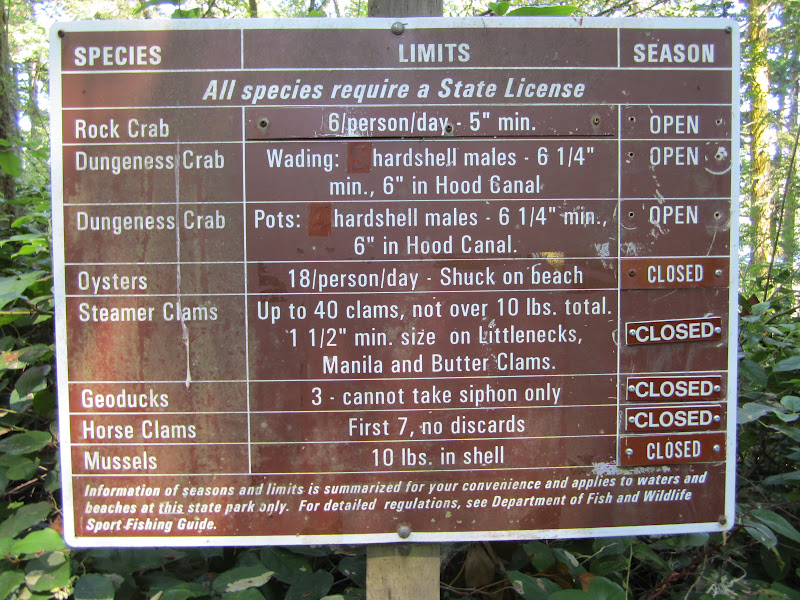 SPECIES LIMITS SEASON
All species require a State License
Rock Crab 6/person/day - 5" min. OPEN
Dungeness Crab Wading: hardshell males - 6 1/4" OPEN
min., 6" in Hood Canal
Dungeness Crab Pots: hardshell males - 6 1/4" min., OPEN
6" in Hood Canal.
Oysters 18/person/day - Shuck on beach CLOSED
Steamer Clams Up to 40 clams, not over 10 lbs. total.
1 1/2" min. size on Littlenecks, CLOSED
Manila and Butter Clams.
Geoducks 3 - cannot take siphon only CLOSED
Horse Clams First 7, no discards CLOSED
Mussels 10 lbs. in shell CLOSED
Information of seasons and limits is summarized for your convenience and applies to waters and
beaches at this state park only. For detailed regulations, see Department of Fish and Wildlife
Sport Fishing Guide.